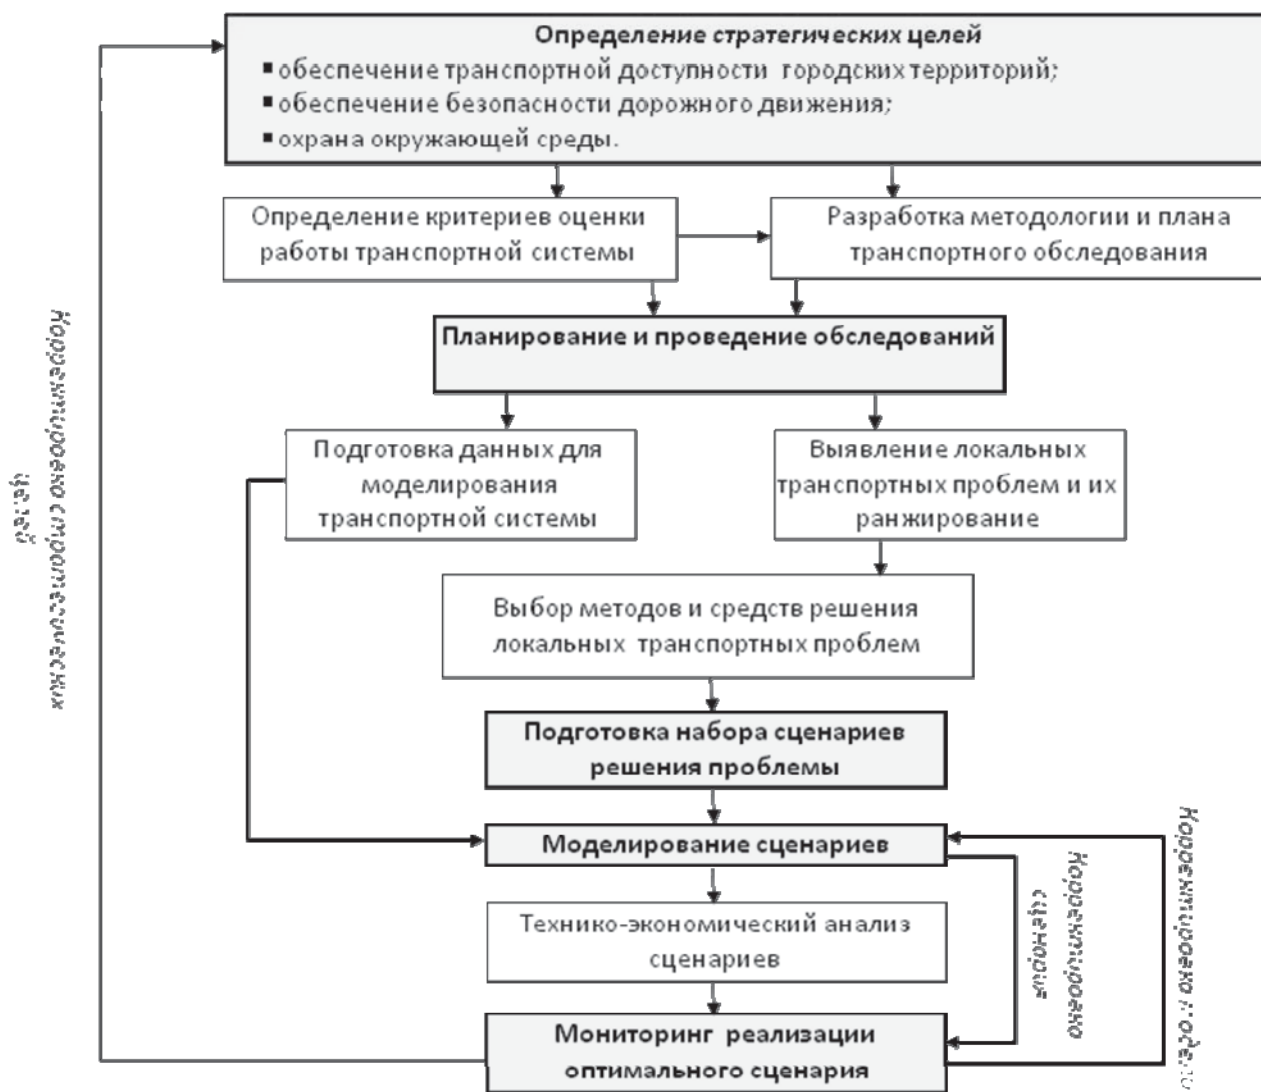 Определение стратегических целей
▪ обеспечение транспортной доступности городских территорий;
▪ обеспечение безопасности дорожного движения;
▪ охрана окружающей среды.
Определение критериев оценки
работы транспортной системы
Разработка методологии и плана
транспортного обследования
Планирование и проведение обследований
Подготовка данных для
моделирования
транспортной системы
Выявление локальных
транспортных проблем и их
ранжирование
Выбор методов и средств решения
локальных транспортных проблем
Подготовка набора сценариев
решения проблемы
Моделирование сценариев
Технико-экономический анализ
сценариев
Мониторинг реализации
оптимального сценария
Корректировка стратегических
целей
Корректировка
сценария
Корректировка модели